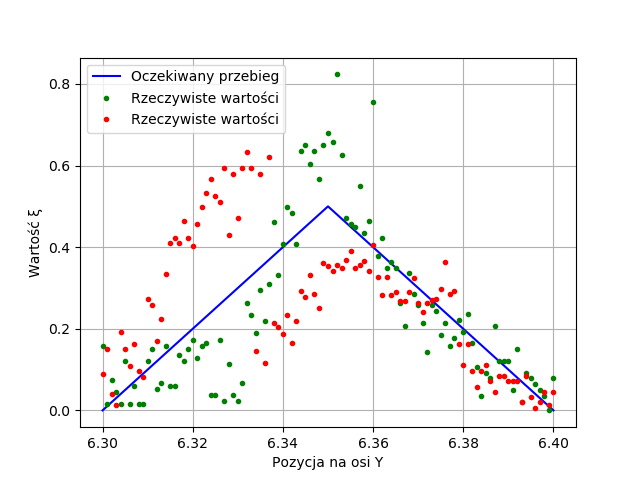 Oczekiwany przebieg
Rzeczywiste wartości
Rzeczywiste wartości
0.8
0.6
0.4
0.2
0.0
Wartość ξ
6.30 6.32 6.34 6.36 6.38 6.40
Pozycja na osi Y